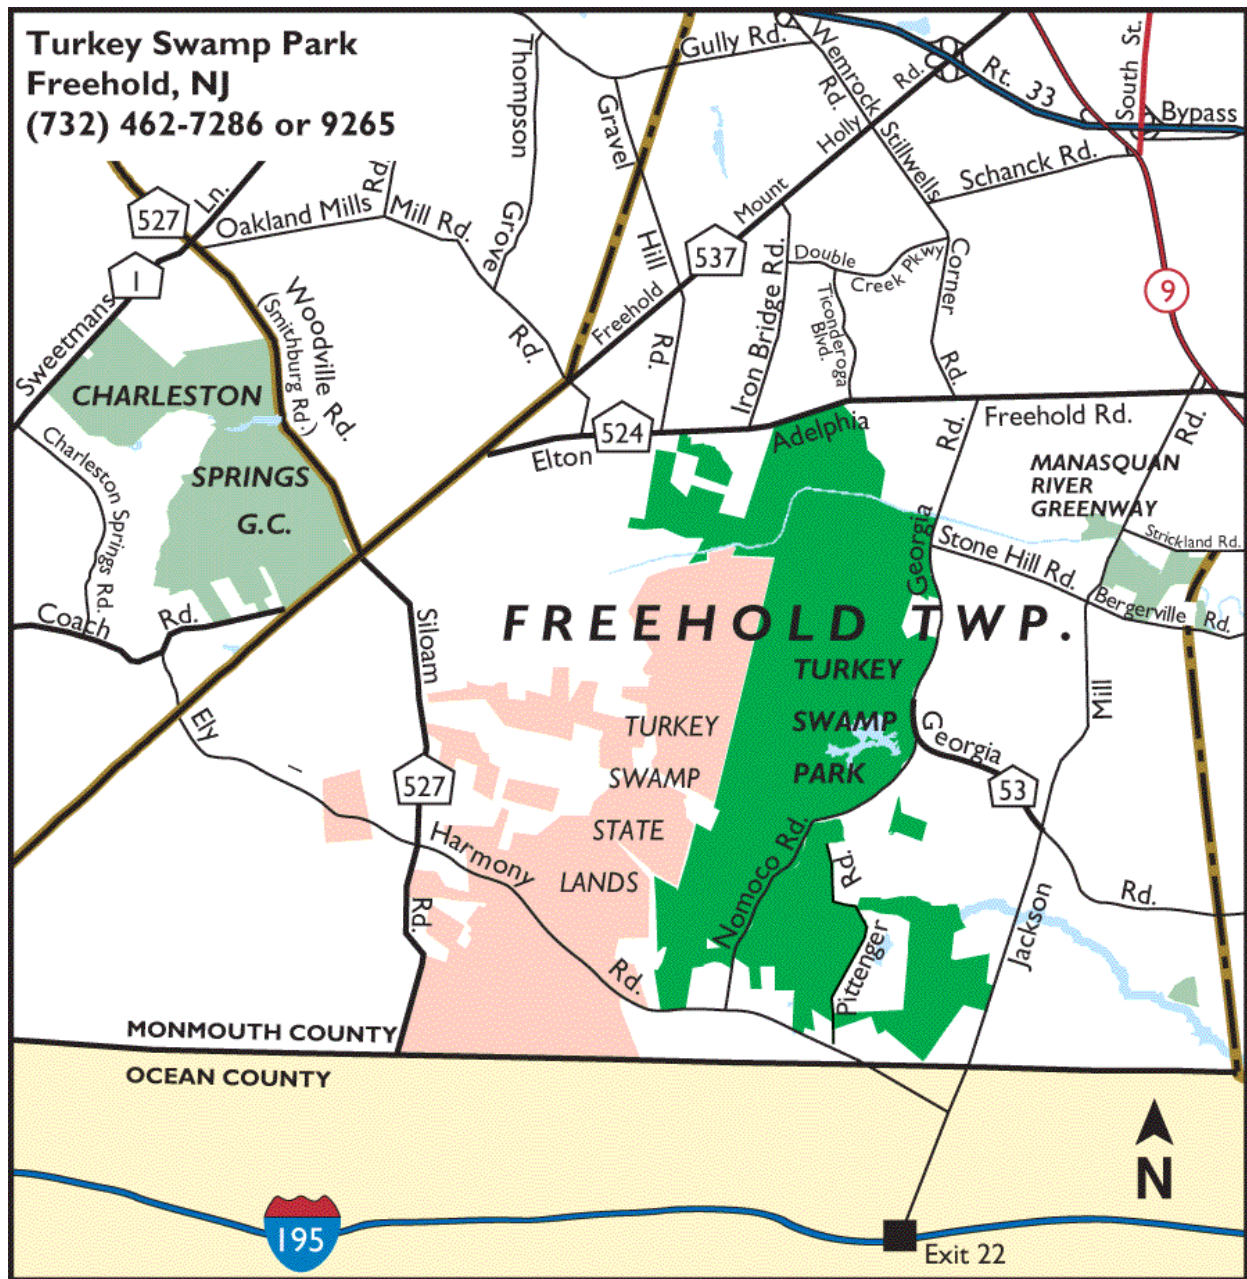 Turkey Swamp Park
Freehold, NJ
(732) 462-7286 or 9265
Thompson
Grove
Gully Rd.
Gravel
Hill
Rd.
Wemrock
Rd.
Rt. 33
South St.
Bypass
Holly
Rd.
Mount
Stillwells
Schanck Rd.
527
Ln.
Oakland Mills
Rd.
Mill Rd.
537
Freehold
Iron Bridge Rd.
Double
Creek Pkwy
Corner
Rd.
Ticonderoga
Blvd.
9
1
Sweetmans
Woodville Rd.
(Smithburg Rd.)
Rd.
CHARLESTON
SPRINGS
G.C.
Charleston Springs Rd.
524
Elton
Adelphia
Freehold Rd.
Rd.
Georgia
Rd.
MANASQUAN
RIVER
GREENWAY
Strickland Rd.
Stone Hill Rd.
Bergerville Rd.
Coach
Rd.
Siloam
FREEHOLD TWP.
TURKEY
SWAMP
PARK
TURKEY
SWAMP
STATE
LANDS
Georgia
53
Rd.
Mill
Ely
527
Harmony
Rd.
Rd.
Nomoco Rd.
Rd.
Pittenger
Jackson
MONMOUTH COUNTY
OCEAN COUNTY
195
Exit 22
N